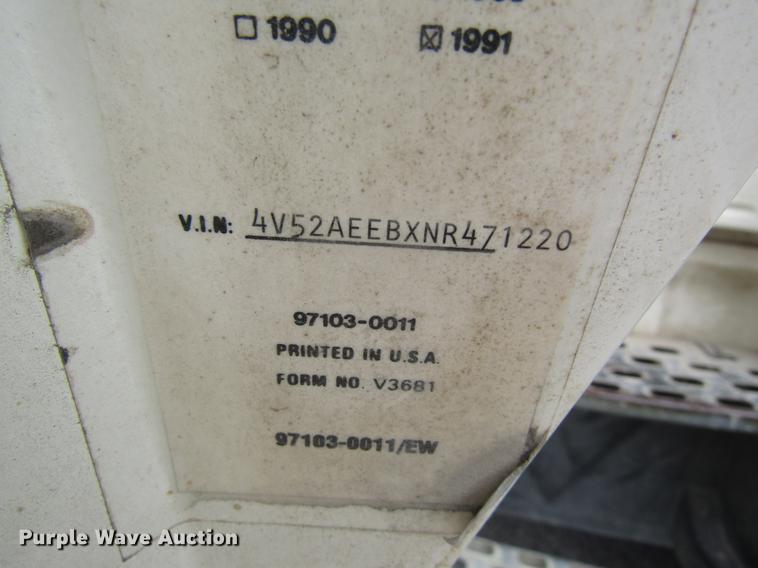 ☐ 1990 ☒ 1991
V.I.N: 4V52AEEBXNR471220
97103-0011
PRINTED IN U.S.A.
FORM NO. V3681
97103-0011/EW
Purple Wave Auction